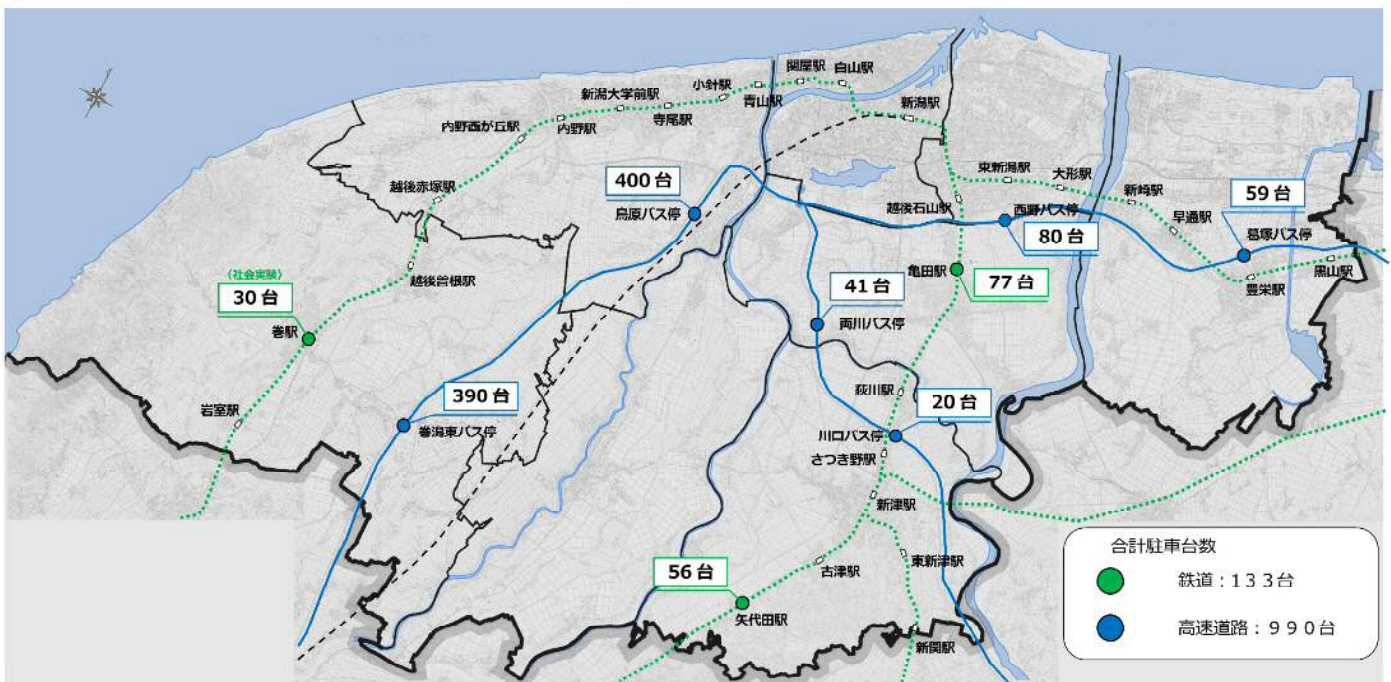 関屋駅
白山駅
小針駅
青山駅
新潟大学前駅
寺尾駅
新潟駅
内野西が丘駅
内野駅
越後赤塚駅
400台
鳥原バス停
東新潟駅
大形駅
新崎駅
早通駅
59台
葛塚バス停
越後石山駅
西野バス停
80台
黒山駅
豊栄駅
(社会実験)
30台
巻駅
越後曽根駅
41台
両川バス停
亀田駅
77台
岩室駅
390台
巻潟東バス停
荻川駅
20台
川口バス停
さつき野駅
新津駅
56台
矢代田駅
古津駅
東新津駅
新関駅
合計駐車台数
鉄道：133台
高速道路：990台